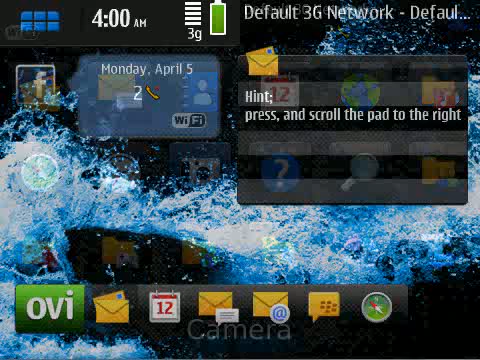 4:00 AM
3g
Default 3G Network - Defaul...
Monday, April 5
2
WiFi
12
Hint;
press, and scroll the pad to the right
ovi
12
@
Camera